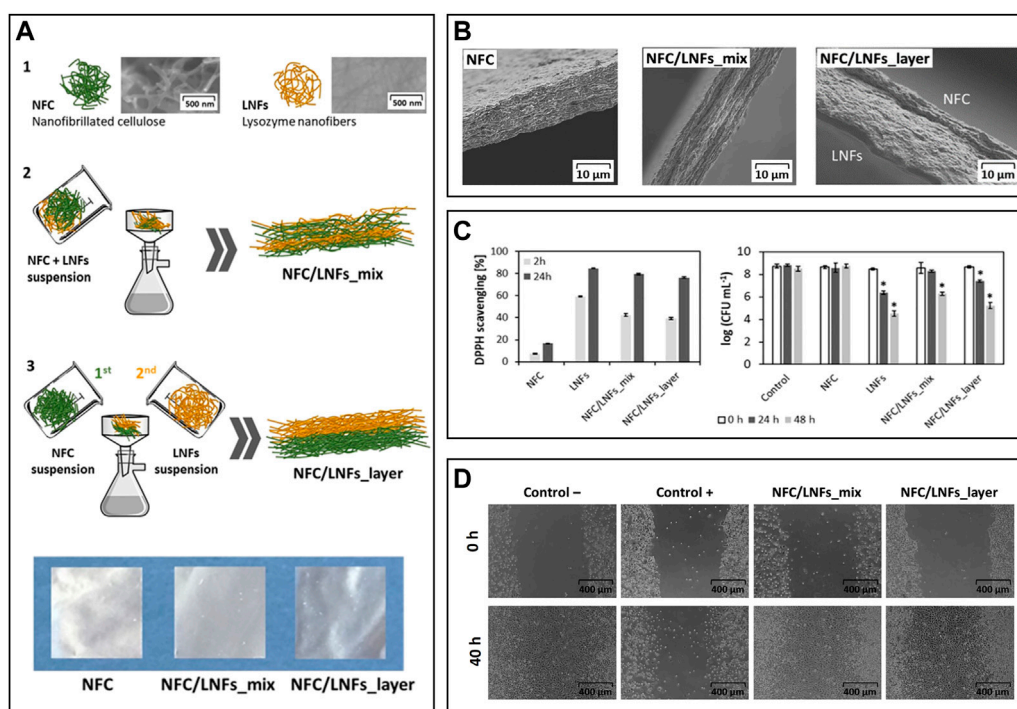 A
1
NFC
Nanofibrillated cellulose
500 nm
LNFs
Lysozyme nanofibers
500 nm
2
NFC + LNFs
suspension
NFC/LNFs_mix
3
1st
2nd
NFC
suspension
LNFs
suspension
NFC/LNFs_layer
NFC
NFC/LNFs_mix
NFC/LNFs_layer
B
NFC
10 µm
NFC/LNFs_mix
10 µm
NFC/LNFs_layer
NFC
LNFs
10 µm
C
DPPH scavenging [%]
100
80
60
40
20
0
2h
24h
NFC
LNFs
NFC/LNFs_mix
NFC/LNFs_layer
log (CFU mL-1)
10
8
6
4
2
0
* * * * *
Control
NFC
LNFs
NFC/LNFs_mix
NFC/LNFs_layer
0 h 24 h 48 h
D
Control –
Control +
NFC/LNFs_mix
NFC/LNFs_layer
0 h
400 µm
400 µm
400 µm
400 µm
40 h
400 µm
400 µm
400 µm
400 µm